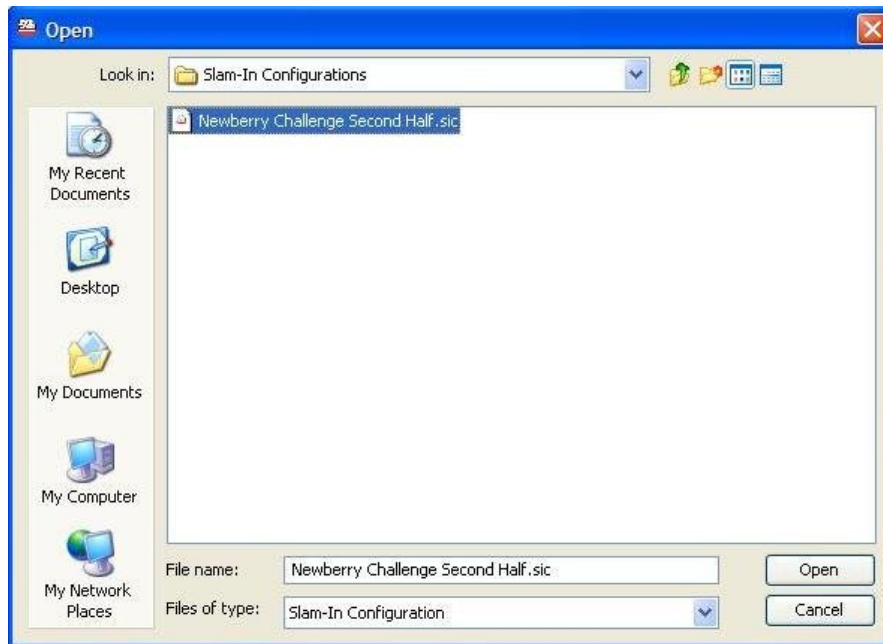 Open
Look in:
Slam-In Configurations
Newberry Challenge Second Half.sic
My Recent
Documents
Desktop
My Documents
My Computer
My Network
Places
File name:
Newberry Challenge Second Half.sic
Open
Files of type:
Slam-In Configuration
Cancel